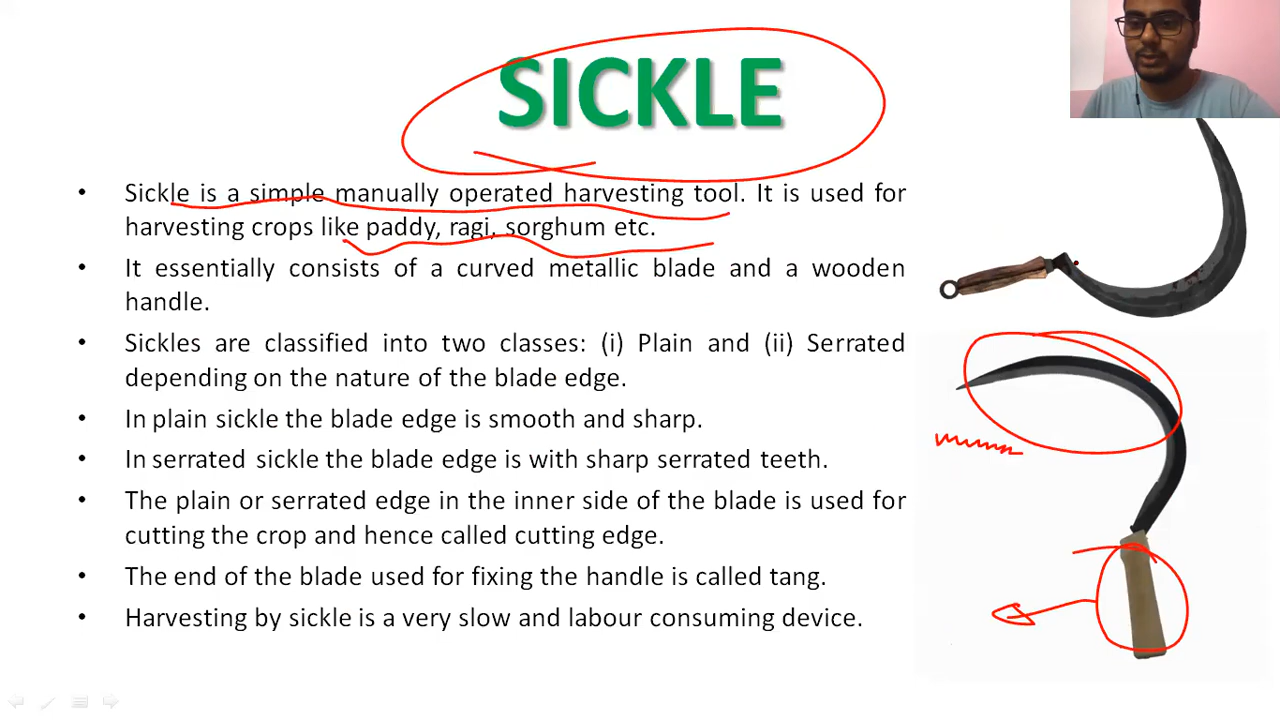 SICKLE
• Sickle is a simple manually operated harvesting tool. It is used for
harvesting crops like paddy, ragi, sorghum etc.
• It essentially consists of a curved metallic blade and a wooden
handle.
• Sickles are classified into two classes: (i) Plain and (ii) Serrated
depending on the nature of the blade edge.
• In plain sickle the blade edge is smooth and sharp.
• In serrated sickle the blade edge is with sharp serrated teeth.
• The plain or serrated edge in the inner side of the blade is used for
cutting the crop and hence called cutting edge.
• The end of the blade used for fixing the handle is called tang.
• Harvesting by sickle is a very slow and labour consuming device.